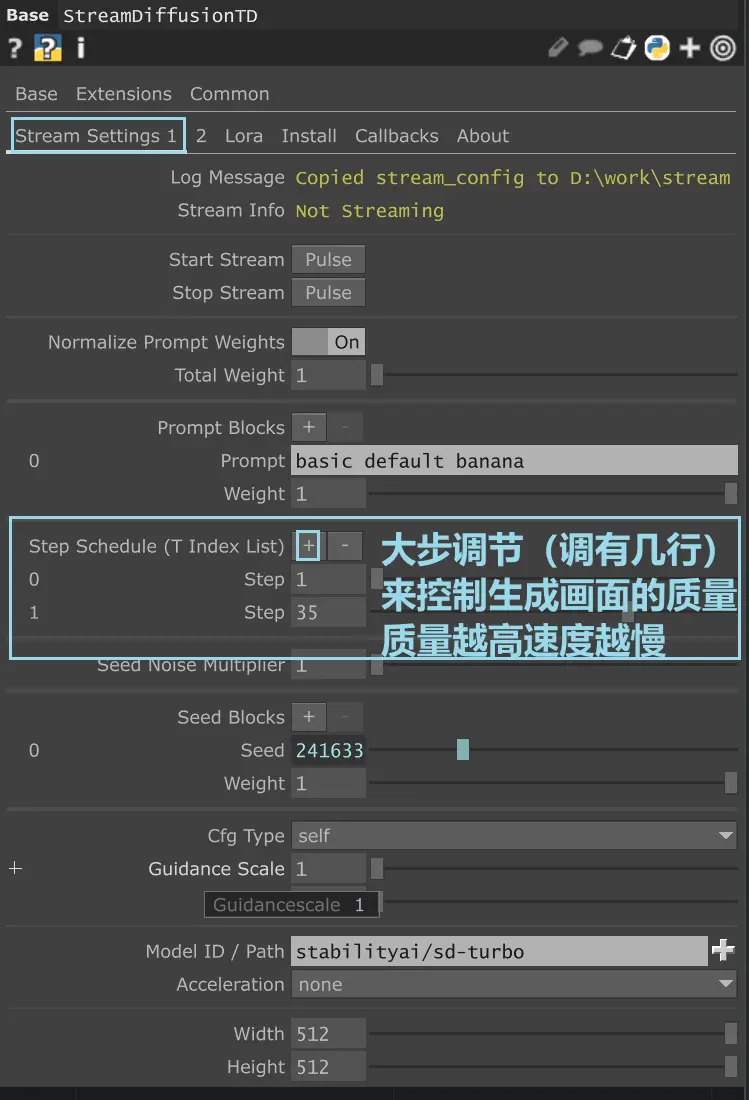 Base StreamDiffusionTD
? ? i
Base Extensions Common
Stream Settings 1 2 Lora Install Callbacks About
Log Message Copied stream_config to D:\work\stream
Stream Info Not Streaming
Start Stream Pulse
Stop Stream Pulse
Normalize Prompt Weights On
Total Weight 1
Prompt Blocks + -
0 Prompt basic default banana
Weight 1
Step Schedule (T Index List) + - 大步调节（调有几行）
0 Step 1 来控制生成画面的质量
1 Step 35 质量越高速度越慢
Seed Noise Multiplier 1
Seed Blocks + -
0 Seed 241633
Weight 1
Cfg Type self
Guidance Scale 1
Guidancescale 1
Model ID / Path stabilityai/sd-turbo
Acceleration none
Width 512
Height 512